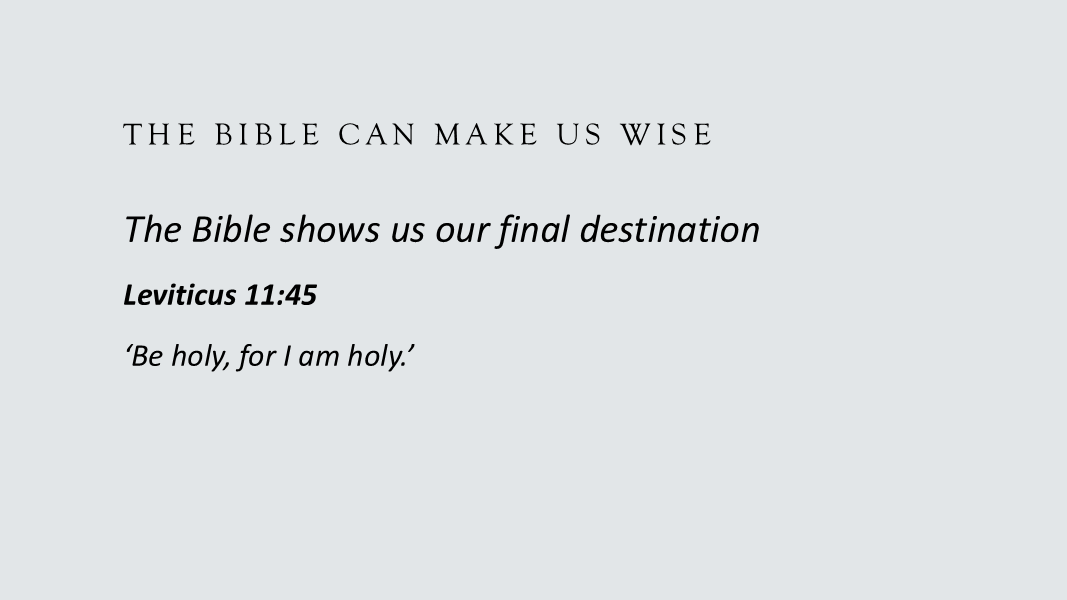 THE BIBLE CAN MAKE US WISE
The Bible shows us our final destination
Leviticus 11:45
‘Be holy, for I am holy.’